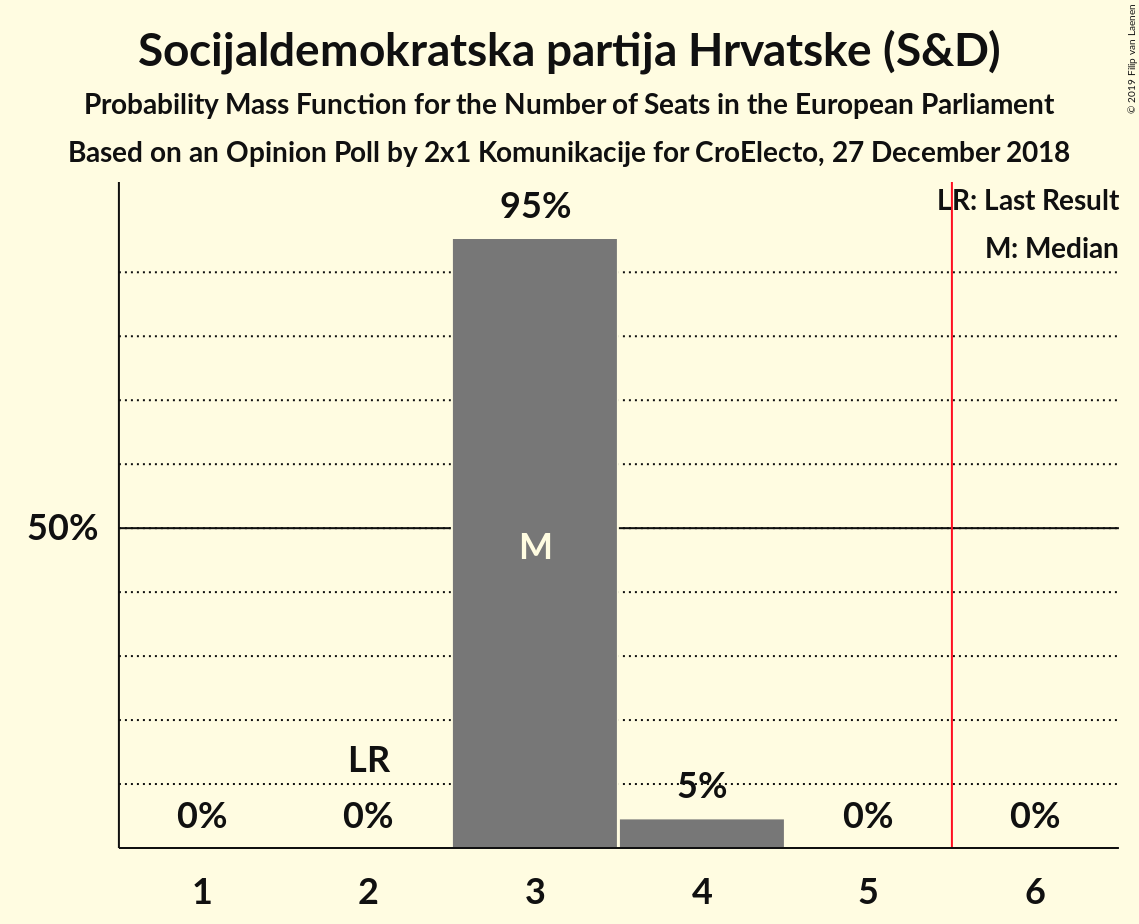 Socijaldemokratska partija Hrvatske (S&D)
Probability Mass Function for the Number of Seats in the European Parliament
Based on an Opinion Poll by 2x1 Komunikacije for CroElecto, 27 December 2018
© 2019 Filip van Laenen
LR: Last Result
M: Median
95%
50%
M
LR
5%
0% 0% 0% 0%
1 2 3 4 5 6